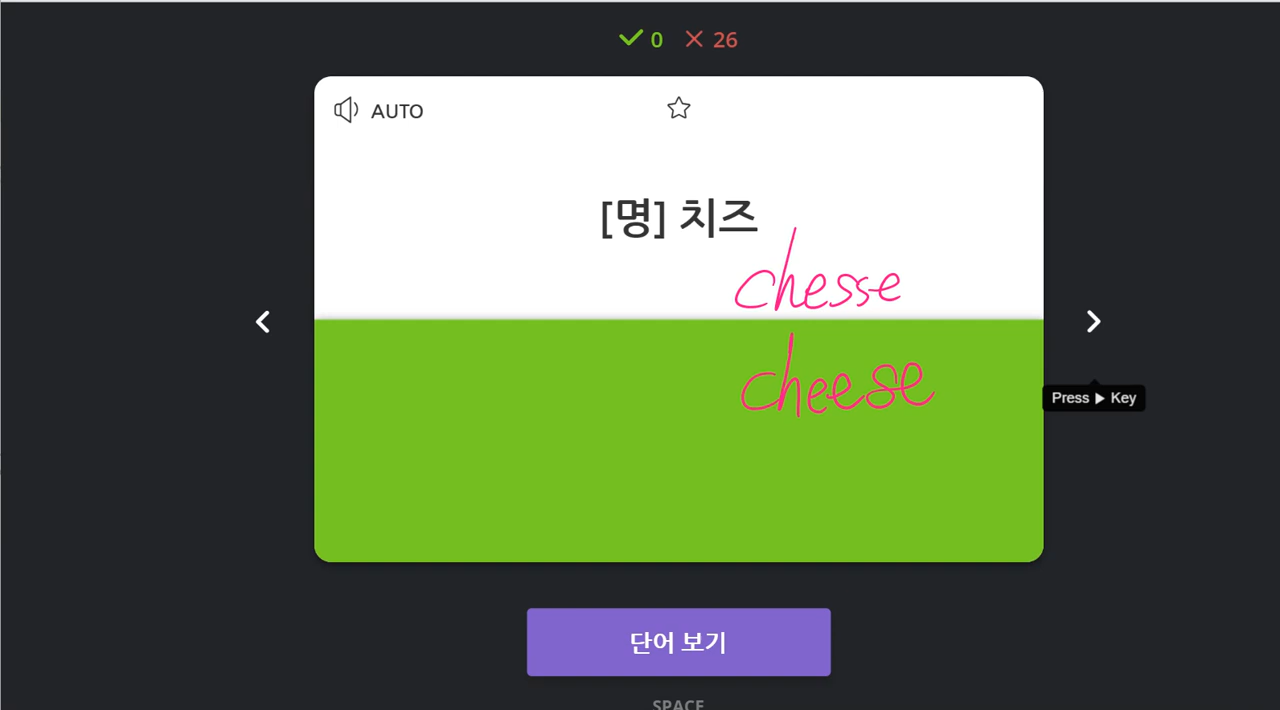 0 26
AUTO
[명] 치즈
chesse
cheese
Press ▶ Key
단어 보기
SPACE